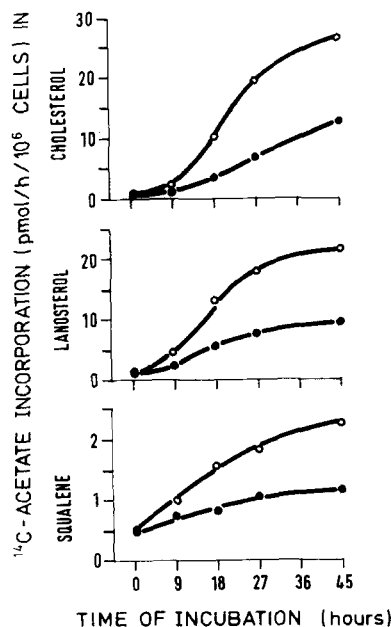 ¹⁴C-ACETATE INCORPORATION (pmol/h/10⁶ CELLS) IN
CHOLESTEROL
30
20
10
0
LANOSTEROL
20
10
0
SQUALENE
2
1
0
0 9 18 27 36 45
TIME OF INCUBATION (hours)